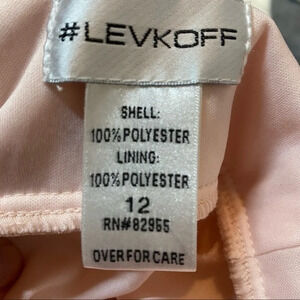 #LEVKOFF
SHELL:
100% POLYESTER
LINING:
100% POLYESTER
12
RN#82955
OVER FOR CARE